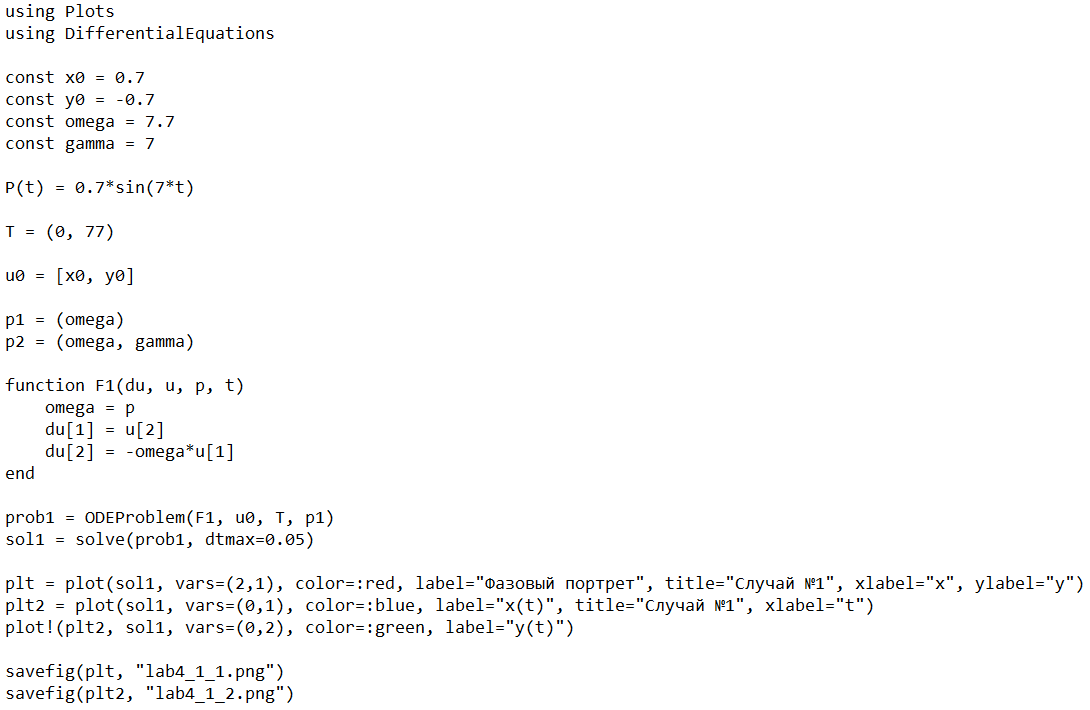 using Plots
using DifferentialEquations

const x0 = 0.7
const y0 = -0.7
const omega = 7.7
const gamma = 7

P(t) = 0.7*sin(7*t)

T = (0, 77)

u0 = [x0, y0]

p1 = (omega)
p2 = (omega, gamma)

function F1(du, u, p, t)
    omega = p
    du[1] = u[2]
    du[2] = -omega*u[1]
end

prob1 = ODEProblem(F1, u0, T, p1)
sol1 = solve(prob1, dtmax=0.05)

plt = plot(sol1, vars=(2,1), color=:red, label="Фазовый портрет", title="Случай №1", xlabel="x", ylabel="y")
plt2 = plot(sol1, vars=(0,1), color=:blue, label="x(t)", title="Случай №1", xlabel="t")
plot!(plt2, sol1, vars=(0,2), color=:green, label="y(t)")

savefig(plt, "lab4_1_1.png")
savefig(plt2, "lab4_1_2.png")